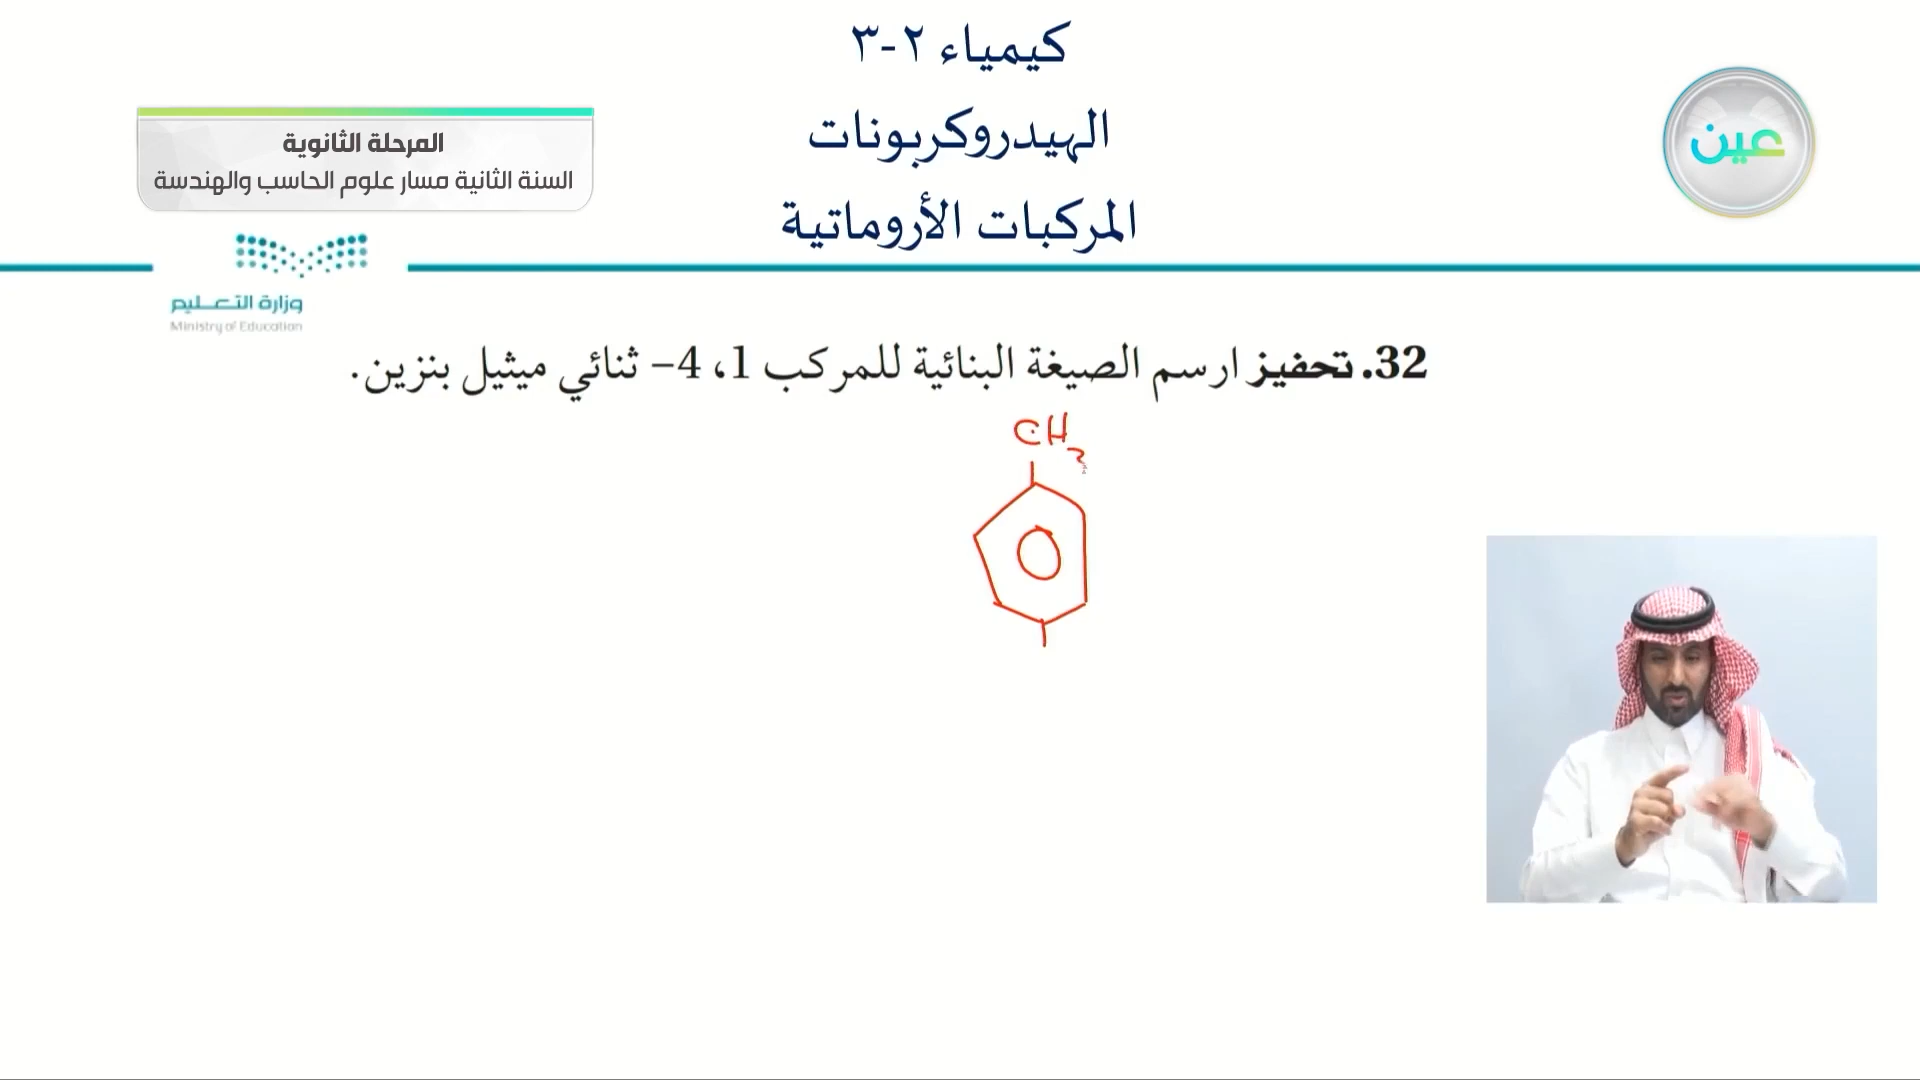 كيمياء ٢-٣
الهيدروكربونات
المركبات الأروماتية
المرحلة الثانوية
السنة الثانية مسار علوم الحاسب والهندسة
عين
وزارة التعليم
Ministry of Education
32. تحفيز ارسم الصيغة البنائية للمركب 1، 4– ثنائي ميثيل بنزين.
CH